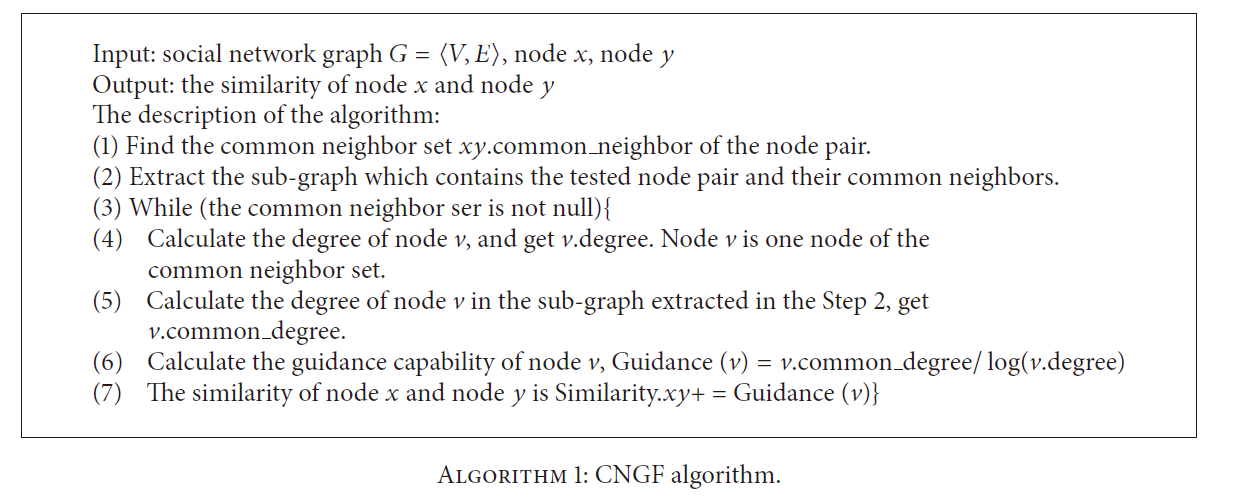 Input: social network graph G = ⟨V, E⟩, node x, node y
Output: the similarity of node x and node y
The description of the algorithm:
(1) Find the common neighbor set xy.common_neighbor of the node pair.
(2) Extract the sub-graph which contains the tested node pair and their common neighbors.
(3) While (the common neighbor ser is not null){
(4) Calculate the degree of node v, and get v.degree. Node v is one node of the
common neighbor set.
(5) Calculate the degree of node v in the sub-graph extracted in the Step 2, get
v.common_degree.
(6) Calculate the guidance capability of node v, Guidance (v) = v.common_degree/ log(v.degree)
(7) The similarity of node x and node y is Similarity.xy+ = Guidance (v)}
ALGORITHM 1: CNGF algorithm.